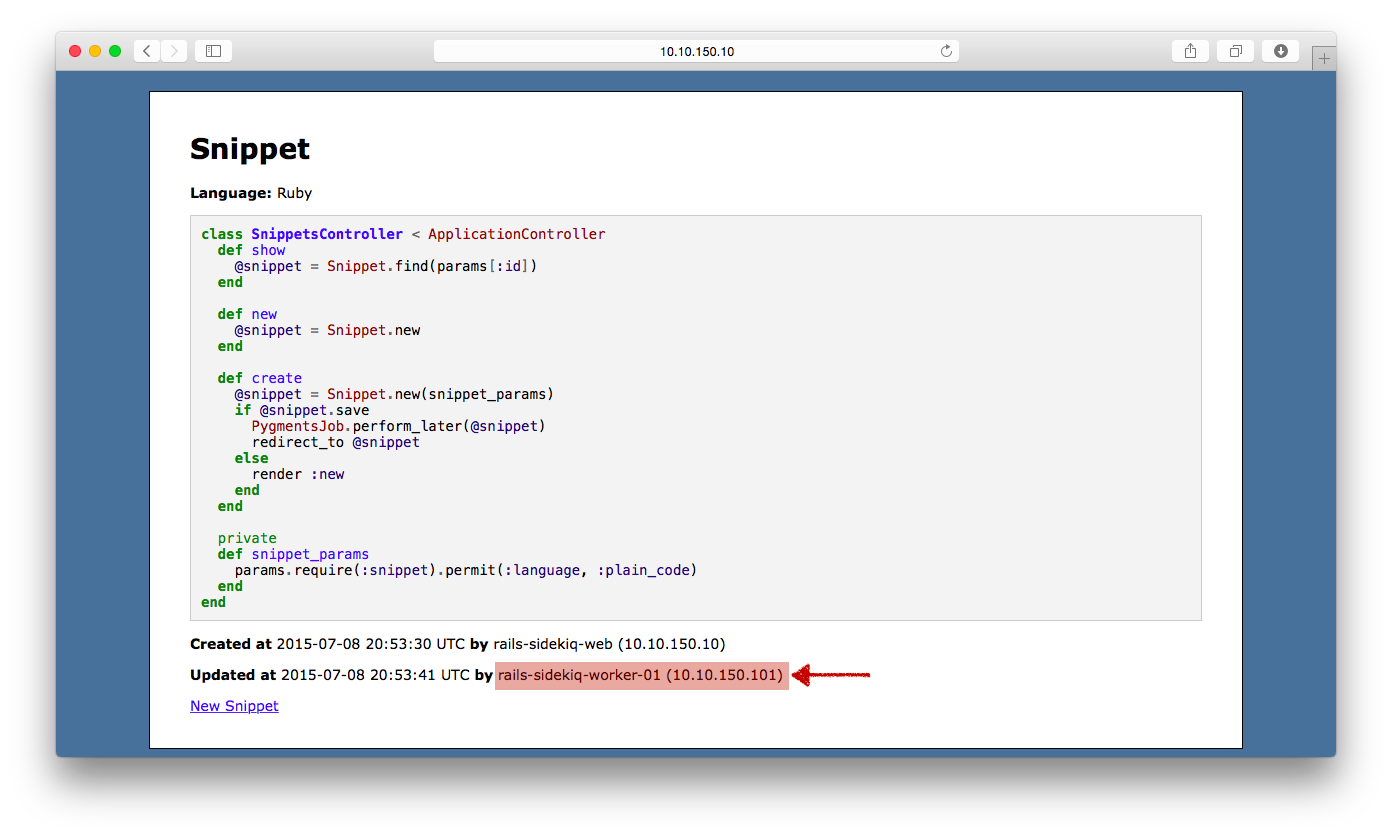 10.10.150.10
Snippet
Language: Ruby
class SnippetsController < ApplicationController
  def show
    @snippet = Snippet.find(params[:id])
  end

  def new
    @snippet = Snippet.new
  end

  def create
    @snippet = Snippet.new(snippet_params)
    if @snippet.save
      PygmentsJob.perform_later(@snippet)
      redirect_to @snippet
    else
      render :new
    end
  end

  private
  def snippet_params
    params.require(:snippet).permit(:language, :plain_code)
  end
end
Created at 2015-07-08 20:53:30 UTC by rails-sidekiq-web (10.10.150.10)
Updated at 2015-07-08 20:53:41 UTC by rails-sidekiq-worker-01 (10.10.150.101)
New Snippet